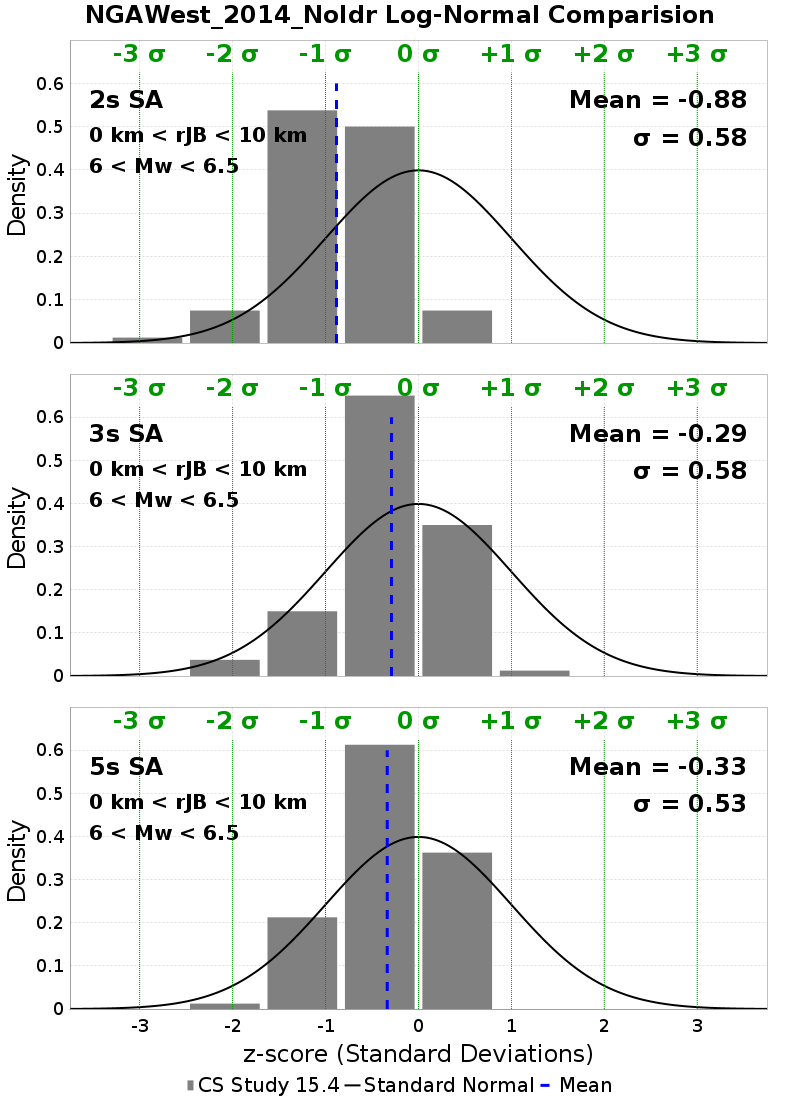 NGAWest_2014_NoIdr Log-Normal Comparision
-3 σ -2 σ -1 σ 0 σ +1 σ +2 σ +3 σ
0.6
2s SA Mean = -0.88
0.5
0 km < rJB < 10 km σ = 0.58
6 < Mw < 6.5
0.4
0.3
0.2
0.1
0
Density
-3 σ -2 σ -1 σ 0 σ +1 σ +2 σ +3 σ
0.6
3s SA Mean = -0.29
0.5
0 km < rJB < 10 km σ = 0.58
6 < Mw < 6.5
0.4
0.3
0.2
0.1
0
Density
-3 σ -2 σ -1 σ 0 σ +1 σ +2 σ +3 σ
0.6
5s SA Mean = -0.33
0.5
0 km < rJB < 10 km σ = 0.53
6 < Mw < 6.5
0.4
0.3
0.2
0.1
0
Density
-3 -2 -1 0 1 2 3
z-score (Standard Deviations)
CS Study 15.4 Standard Normal Mean